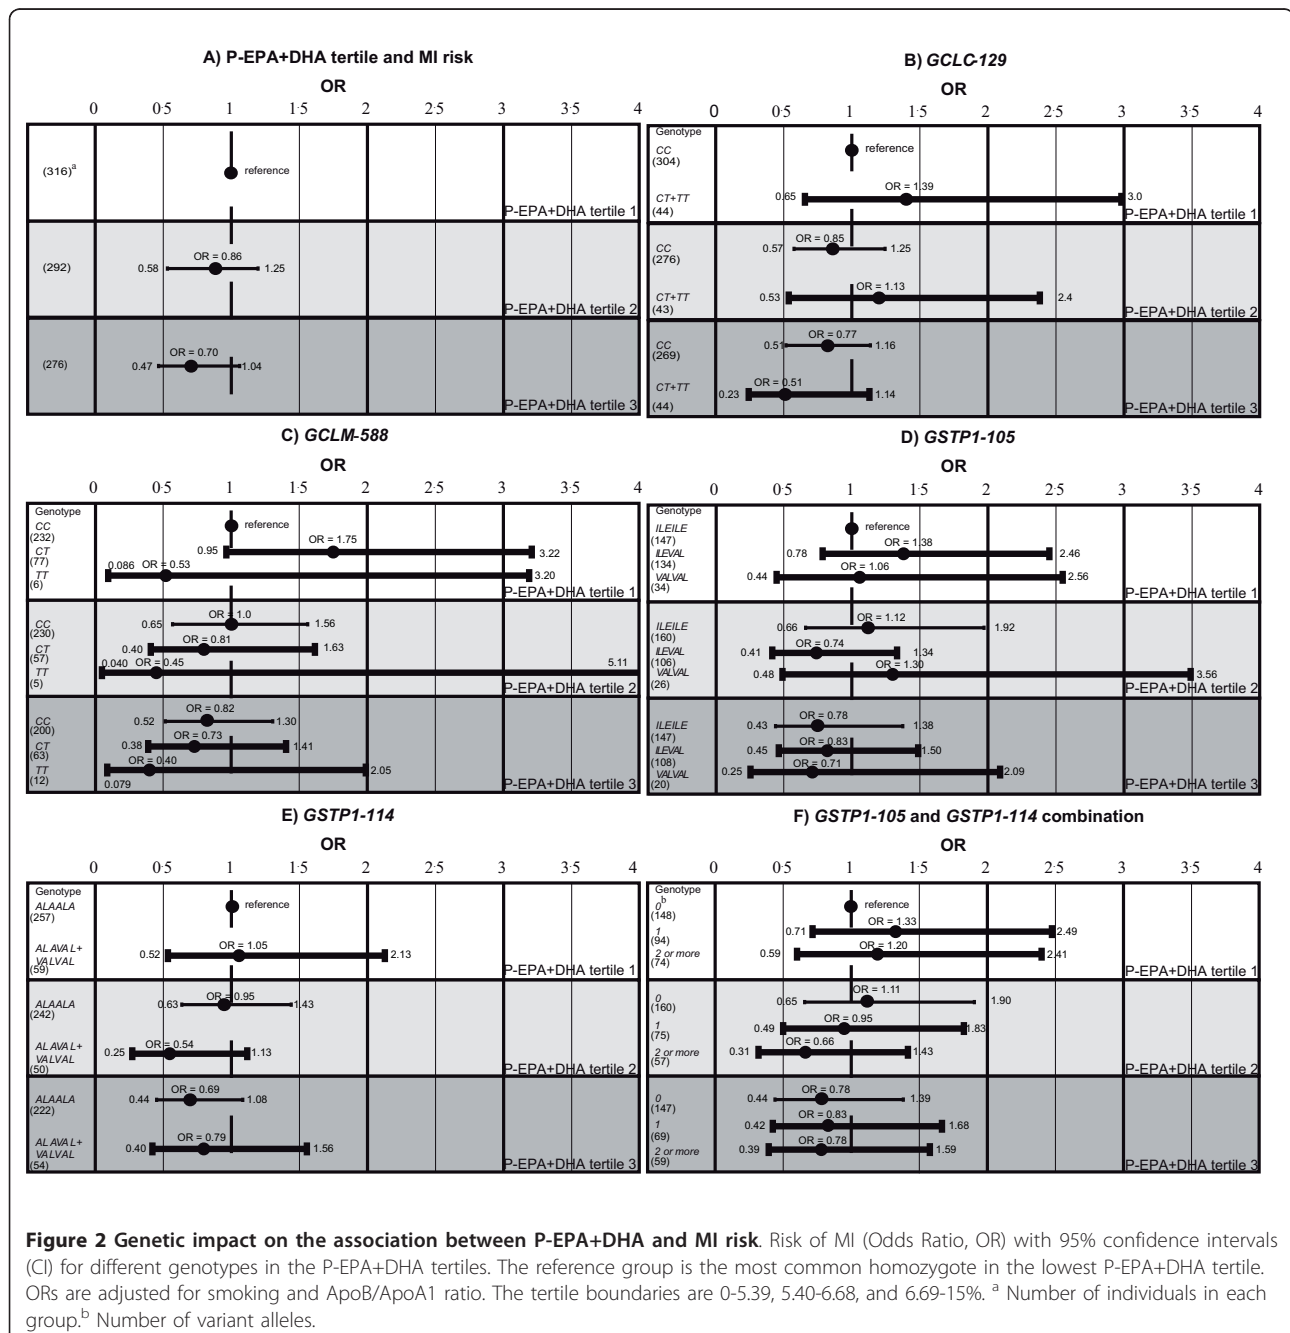 A) P-EPA+DHA tertile and MI risk
OR
0 0·5 1 1·5 2 2·5 3 3·5 4
(316)a
reference
P-EPA+DHA tertile 1
(292)
0.58 OR = 0.86 1.25
P-EPA+DHA tertile 2
(276)
0.47 OR = 0.70 1.04
P-EPA+DHA tertile 3
B) GCLC-129
OR
0 0·5 1 1·5 2 2·5 3 3·5 4
Genotype
CC
(304)
reference
CT+TT
(44)
0.65 OR = 1.39 3.0
P-EPA+DHA tertile 1
CC
(276)
0.57 OR = 0.85 1.25
CT+TT
(43)
0.53 OR = 1.13 2.4
P-EPA+DHA tertile 2
CC
(269)
0.51 OR = 0.77 1.16
CT+TT
(44)
0.23 OR = 0.51 1.14
P-EPA+DHA tertile 3
C) GCLM-588
OR
0 0·5 1 1·5 2 2·5 3 3·5 4
Genotype
CC
(232)
reference
CT
(77)
0.95 OR = 1.75 3.22
TT
(6)
0.086 OR = 0.53 3.20
P-EPA+DHA tertile 1
CC
(230)
0.65 OR = 1.0 1.56
CT
(57)
0.40 OR = 0.81 1.63
TT
(5)
0.040 OR = 0.45 5.11
P-EPA+DHA tertile 2
CC
(200)
0.52 OR = 0.82 1.30
CT
(63)
0.38 OR = 0.73 1.41
TT
(12)
0.079 OR = 0.40 2.05
P-EPA+DHA tertile 3
D) GSTP1-105
OR
0 0·5 1 1·5 2 2·5 3 3·5 4
Genotype
ILEILE
(147)
reference
ILEVAL
(134)
0.78 OR = 1.38 2.46
VALVAL
(34)
0.44 OR = 1.06 2.56
P-EPA+DHA tertile 1
ILEILE
(160)
0.66 OR = 1.12 1.92
ILEVAL
(106)
0.41 OR = 0.74 1.34
VALVAL
(26)
0.48 OR = 1.30 3.56
P-EPA+DHA tertile 2
ILEILE
(147)
0.43 OR = 0.78 1.38
ILEVAL
(108)
0.45 OR = 0.83 1.50
VALVAL
(20)
0.25 OR = 0.71 2.09
P-EPA+DHA tertile 3
E) GSTP1-114
OR
0 0·5 1 1·5 2 2·5 3 3·5 4
Genotype
ALAALA
(257)
reference
ALAVAL+
VALVAL
(59)
0.52 OR = 1.05 2.13
P-EPA+DHA tertile 1
ALAALA
(242)
0.63 OR = 0.95 1.43
ALAVAL+
VALVAL
(50)
0.25 OR = 0.54 1.13
P-EPA+DHA tertile 2
ALAALA
(222)
0.44 OR = 0.69 1.08
ALAVAL+
VALVAL
(54)
0.40 OR = 0.79 1.56
P-EPA+DHA tertile 3
F) GSTP1-105 and GSTP1-114 combination
OR
0 0·5 1 1·5 2 2·5 3 3·5 4
Genotype
0b
(148)
reference
1
(94)
0.71 OR = 1.33 2.49
2 or more
(74)
0.59 OR = 1.20 2.41
P-EPA+DHA tertile 1
0
(160)
0.65 OR = 1.11 1.90
1
(75)
0.49 OR = 0.95 1.83
2 or more
(57)
0.31 OR = 0.66 1.43
P-EPA+DHA tertile 2
0
(147)
0.44 OR = 0.78 1.39
1
(69)
0.42 OR = 0.83 1.68
2 or more
(59)
0.39 OR = 0.78 1.59
P-EPA+DHA tertile 3
Figure 2 Genetic impact on the association between P-EPA+DHA and MI risk. Risk of MI (Odds Ratio, OR) with 95% confidence intervals
(CI) for different genotypes in the P-EPA+DHA tertiles. The reference group is the most common homozygote in the lowest P-EPA+DHA tertile.
ORs are adjusted for smoking and ApoB/ApoA1 ratio. The tertile boundaries are 0-5.39, 5.40-6.68, and 6.69-15%. a Number of individuals in each
group.b Number of variant alleles.